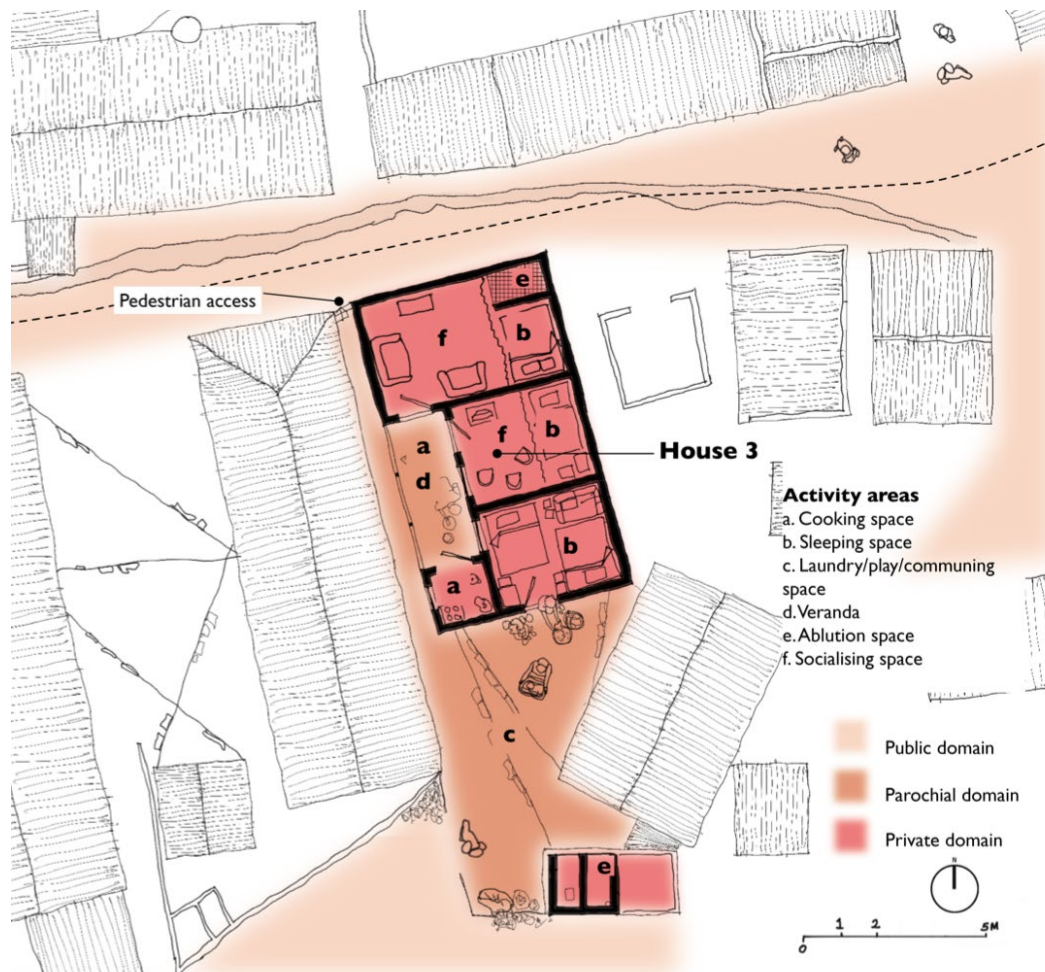 e
Pedestrian access
f
b
a
f
b
House 3
d
b
a
Activity areas
a. Cooking space
b. Sleeping space
c. Laundry/play/communing
space
d. Veranda
e. Ablution space
f. Socialising space
c
Public domain
Parochial domain
Private domain
e
N
0 1 2 5M